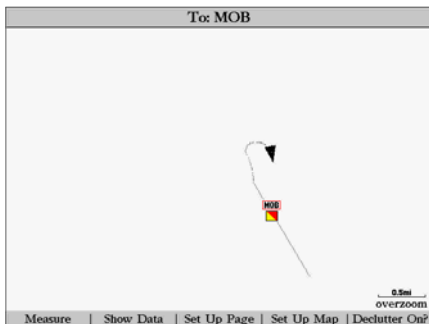 To: MOB
MOB
0.5mi
overzoom
Measure | Show Data | Set Up Page | Set Up Map | Declutter On?